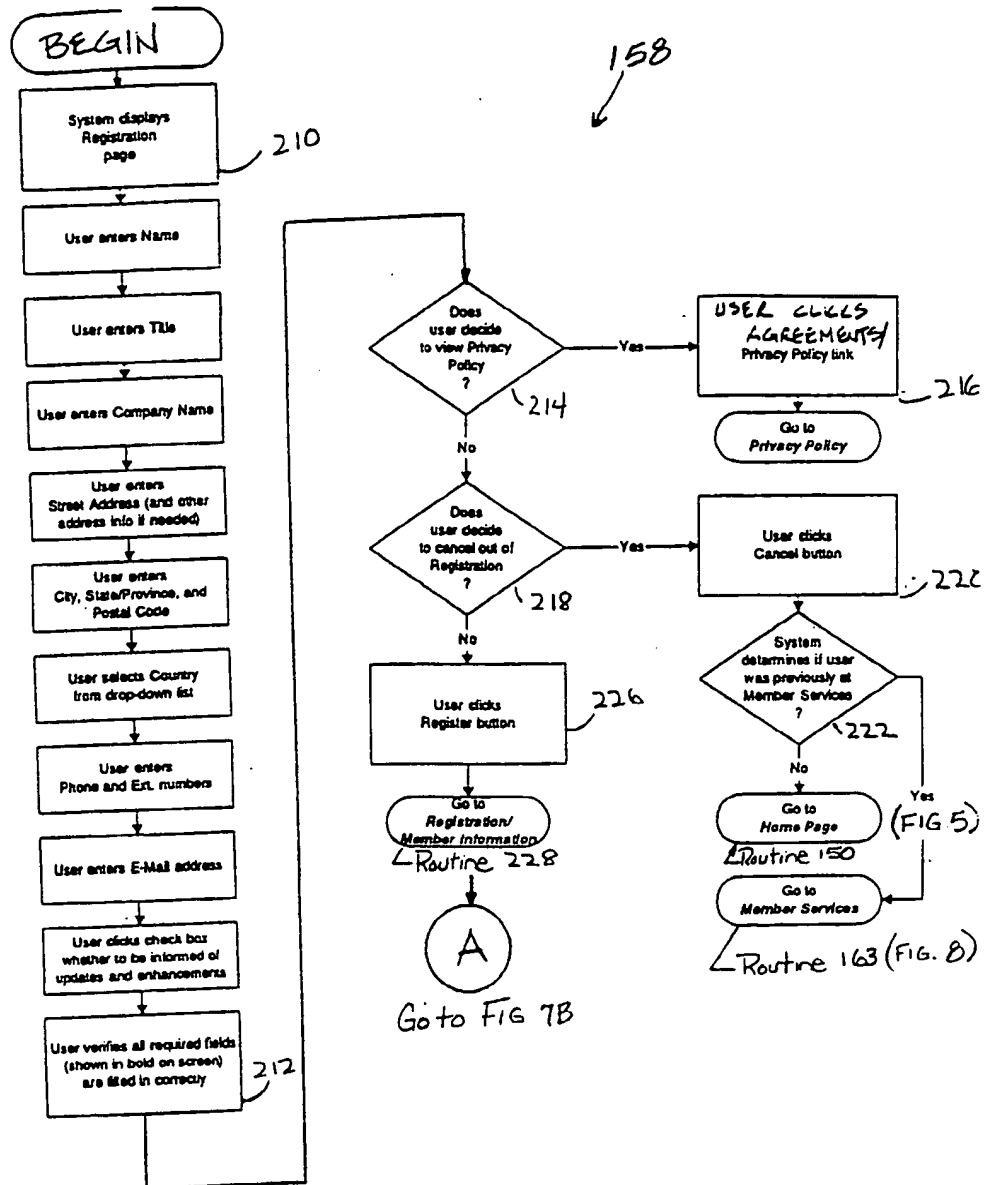 BEGIN
158
System displays
Registration
page
210
User enters Name
User enters Title
User enters Company Name
User enters
Street Address (and other
address info if needed)
User enters
City, State/Province, and
Postal Code
User selects Country
from drop-down list
User enters
Phone and Ext. numbers
User enters E-Mail address
User clicks check box
whether to be informed of
updates and enhancements
User verifies all required fields
(shown in bold on screen)
are filled in correctly
212
Does
user decide
to view Privacy
Policy
?
214
Yes
USER CLICKS
AGREEMENTS/
Privacy Policy link
216
Go to
Privacy Policy
No
Does
user decide
to cancel out of
Registration
?
218
Yes
User clicks
Cancel button
220
No
System
determines if user
was previously at
Member Services
?
222
User clicks
Register button
226
No
Yes
Go to
Registration/
Member Information
Routine 228
Go to
Home Page
(FIG. 5)
Routine 150
Go to
Member Services
Routine 163 (FIG. 8)
A
Go to FIG 7B